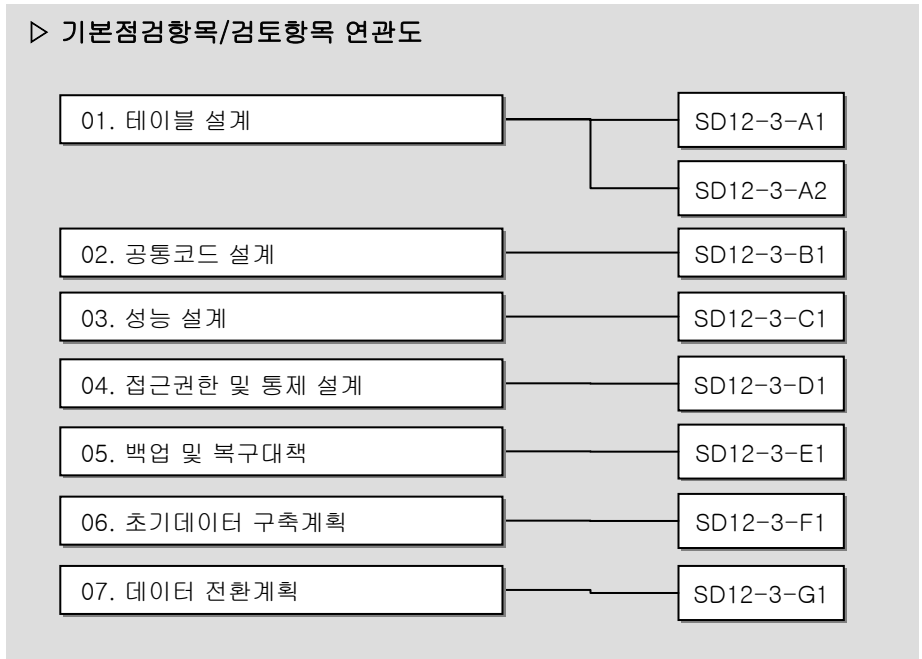 ▷ 기본점검항목/검토항목 연관도
01. 테이블 설계
SD12-3-A1
SD12-3-A2
02. 공통코드 설계
SD12-3-B1
03. 성능 설계
SD12-3-C1
04. 접근권한 및 통제 설계
SD12-3-D1
05. 백업 및 복구대책
SD12-3-E1
06. 초기데이터 구축계획
SD12-3-F1
07. 데이터 전환계획
SD12-3-G1